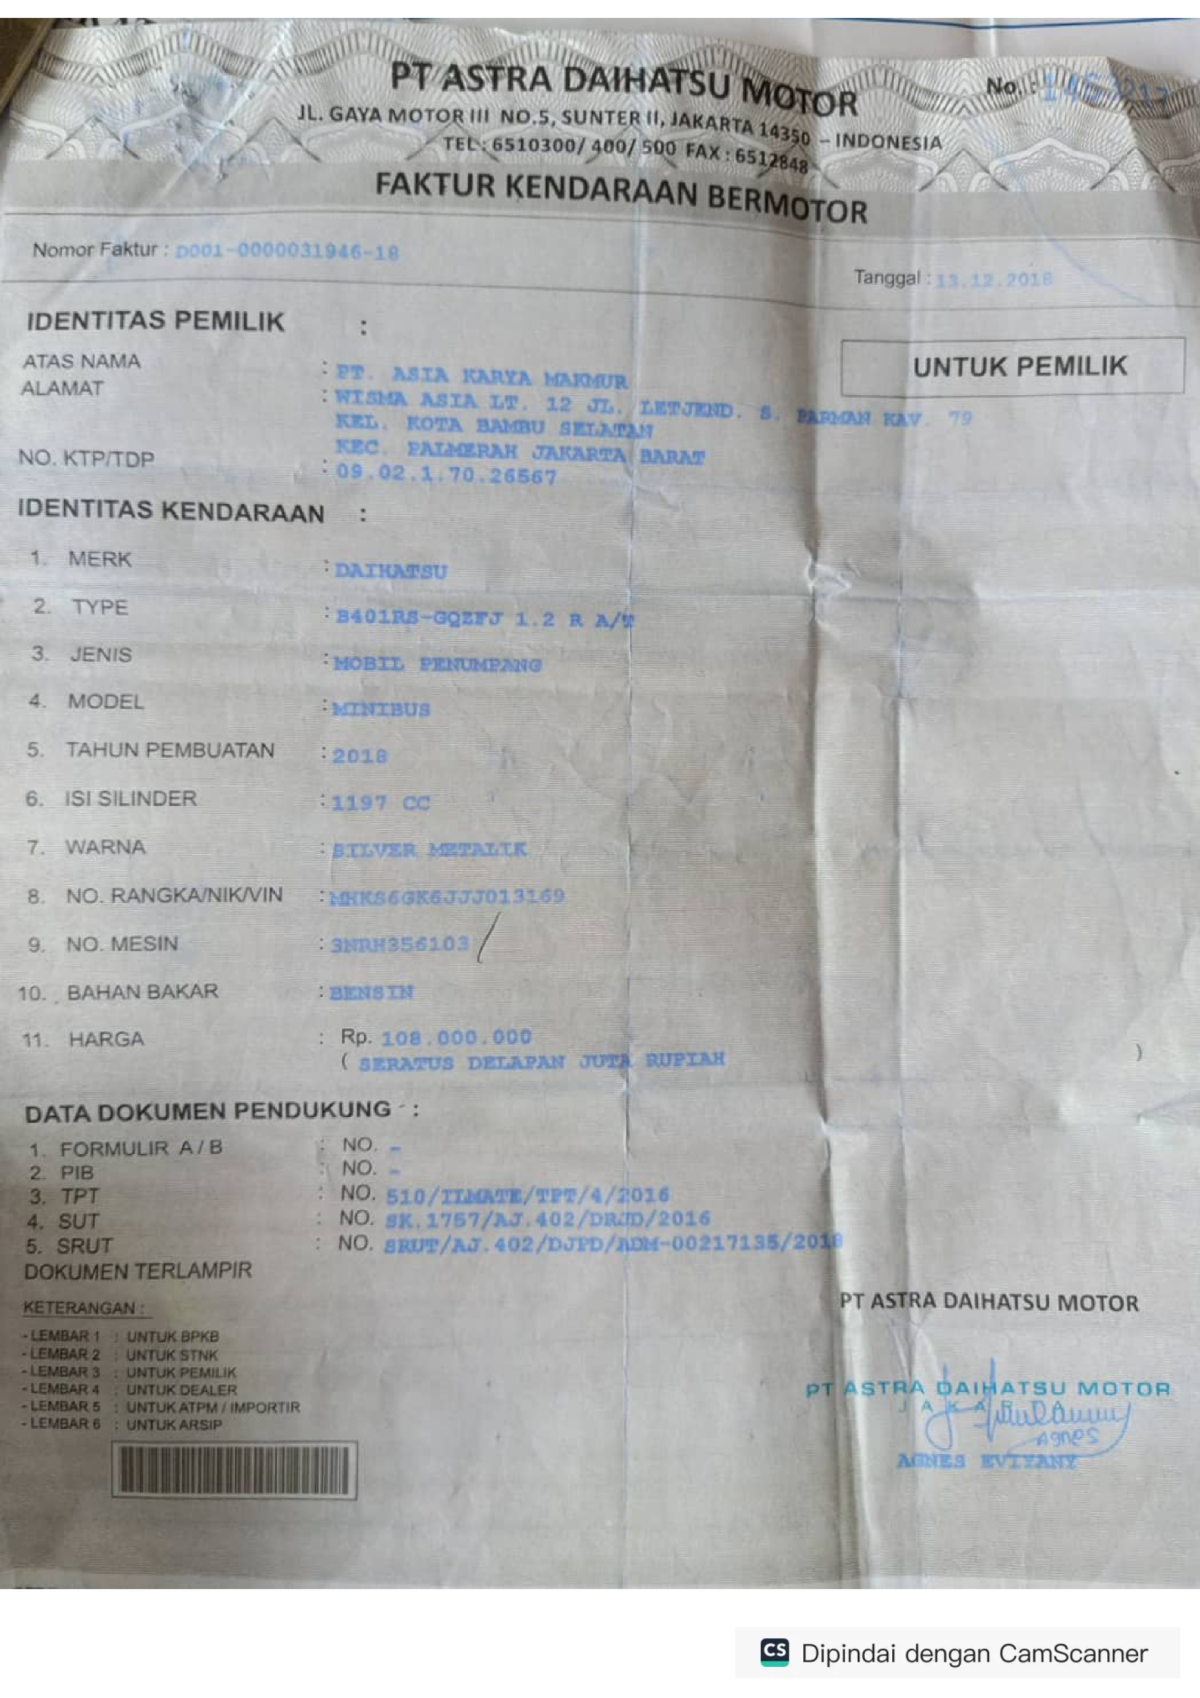 PT ASTRA DAIHATSU MOTOR
No. :
JL. GAYA MOTOR III NO.5, SUNTER II, JAKARTA 14350 – INDONESIA
TEL : 6510300/ 400/ 500 FAX : 6512848
FAKTUR KENDARAAN BERMOTOR
Nomor Faktur : D001-0000031946-18
Tanggal : 13.12.2018
IDENTITAS PEMILIK :
UNTUK PEMILIK
ATAS NAMA : PT. ASIA KARYA MAKMUR
ALAMAT : WISMA ASIA LT. 12 JL. LETJEND. S. PARMAN KAV. 79
KEL. KOTA BAMBU SELATAN
KEC. PALMERAH JAKARTA BARAT
NO. KTP/TDP : 09.02.1.70.26567
IDENTITAS KENDARAAN :
1. MERK : DAIHATSU
2. TYPE : B401RS-GQZFJ 1.2 R A/T
3. JENIS : MOBIL PENUMPANG
4. MODEL : MINIBUS
5. TAHUN PEMBUATAN : 2018
6. ISI SILINDER : 1197 CC
7. WARNA : SILVER METALIK
8. NO. RANGKA/NIK/VIN : MHKS6GK6JJJ013169
9. NO. MESIN : 3NRH356103 /
10. BAHAN BAKAR : BENSIN
11. HARGA : Rp. 108.000.000
( SERATUS DELAPAN JUTA RUPIAH )
DATA DOKUMEN PENDUKUNG :
1. FORMULIR A / B : NO. -
2. PIB : NO. -
3. TPT : NO. 510/ILMATE/TPT/4/2016
4. SUT : NO. SK.1757/AJ.402/DRJD/2016
5. SRUT : NO. SRUT/AJ.402/DJPD/ADM-00217135/2018
DOKUMEN TERLAMPIR
KETERANGAN :
- LEMBAR 1 : UNTUK BPKB
- LEMBAR 2 : UNTUK STNK
- LEMBAR 3 : UNTUK PEMILIK
- LEMBAR 4 : UNTUK DEALER
- LEMBAR 5 : UNTUK ATPM / IMPORTIR
- LEMBAR 6 : UNTUK ARSIP
PT ASTRA DAIHATSU MOTOR
PT ASTRA DAIHATSU MOTOR
Agnes
AGNES EVIYANY
CS Dipindai dengan CamScanner